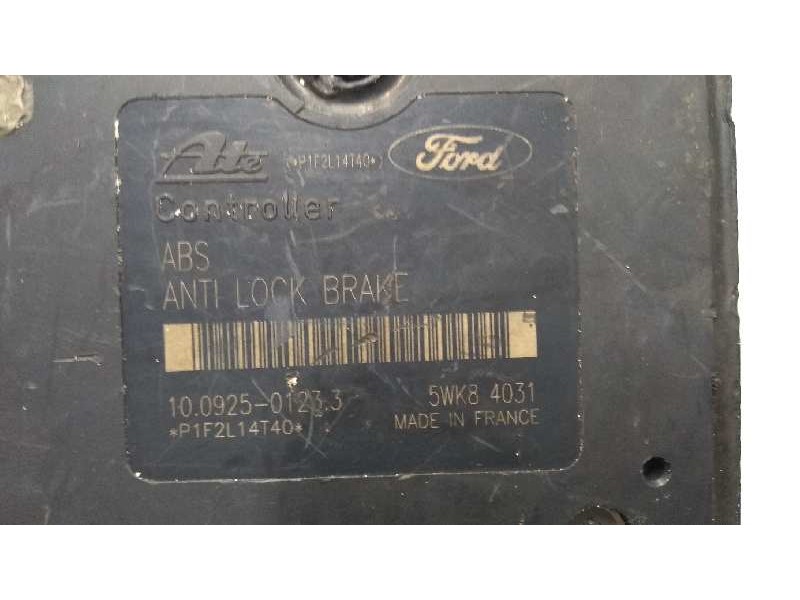 Ate (*P1F2L14T40*) Ford
Controller
ABS
ANTI LOCK BRAKE
10.0925-0123.3 5WK8 4031
*P1F2L14T40* MADE IN FRANCE